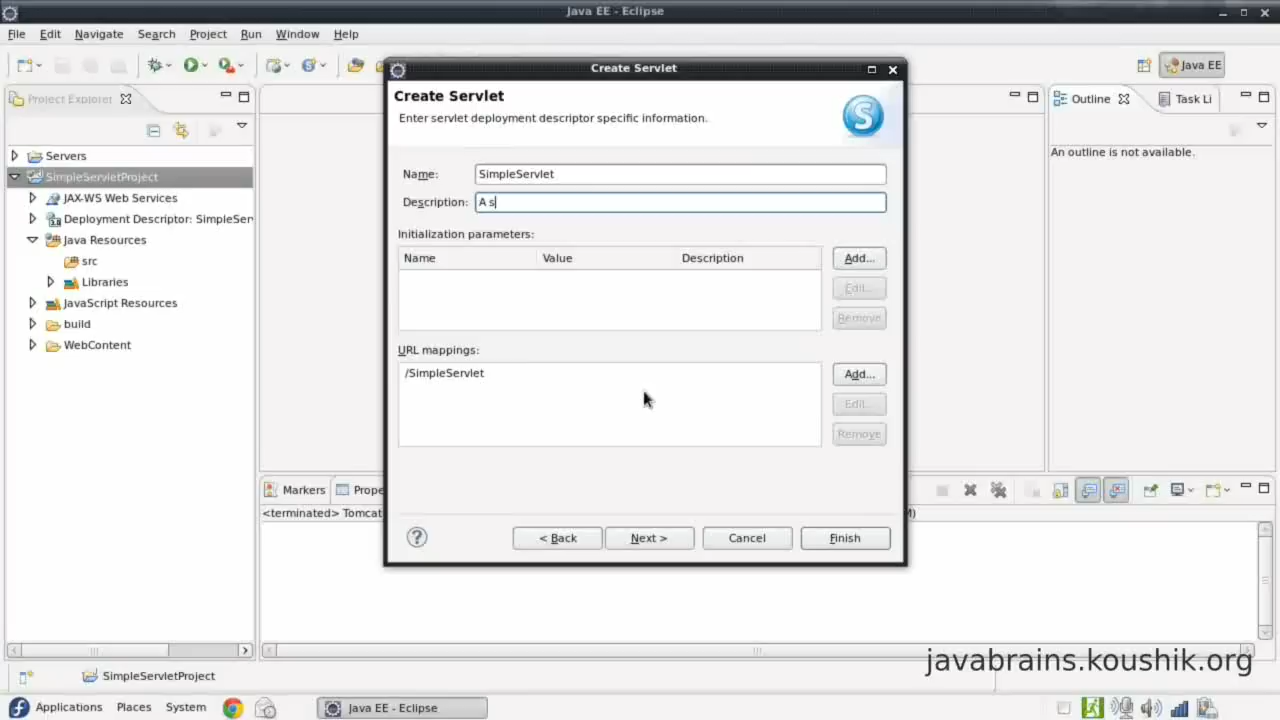 Java EE - Eclipse
File Edit Navigate Search Project Run Window Help
Java EE
Project Explorer
Servers
SimpleServletProject
JAX-WS Web Services
Deployment Descriptor: SimpleSer
Java Resources
src
Libraries
JavaScript Resources
build
WebContent
Create Servlet
Create Servlet
Enter servlet deployment descriptor specific information.
S
Name: SimpleServlet
Description: A s
Initialization parameters:
Name Value Description
Add...
Edit...
Remove
URL mappings:
/SimpleServlet
Add...
Edit...
Remove
< Back Next > Cancel Finish
Outline Task Li
An outline is not available.
Markers Prope
<terminated> Tomcat
M)
javabrains.koushik.org
SimpleServletProject
Applications Places System Java EE - Eclipse